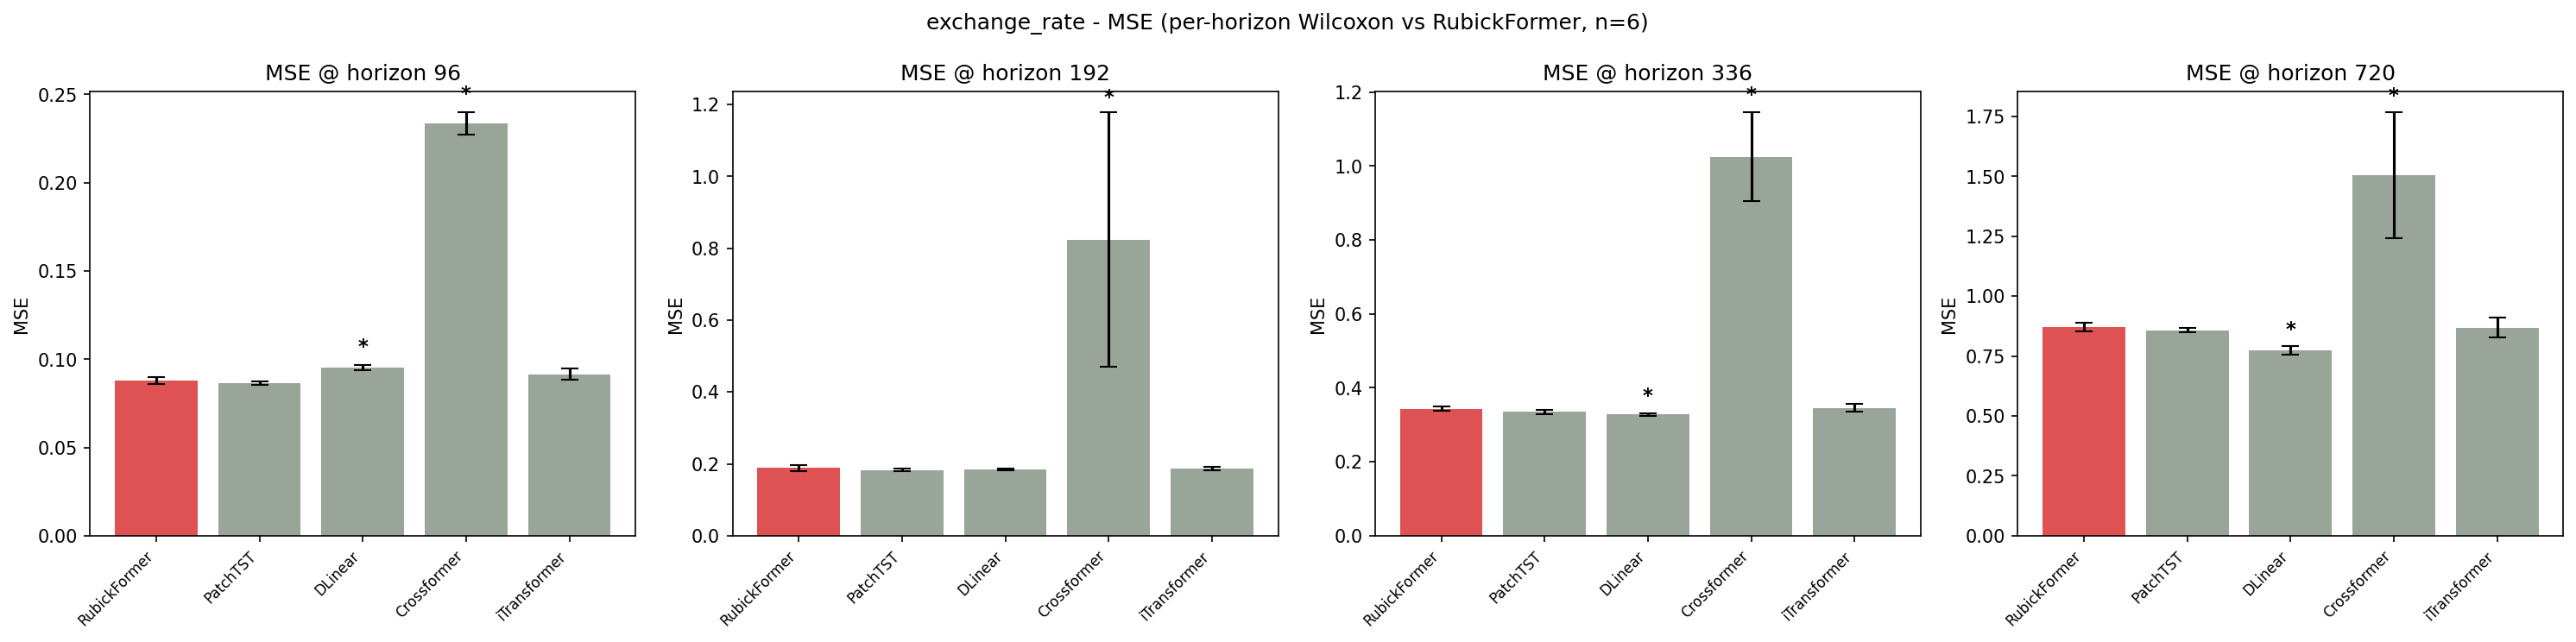 exchange_rate - MSE (per-horizon Wilcoxon vs RubickFormer, n=6)
MSE @ horizon 96
MSE
0.25
0.20
0.15
0.10
0.05
0.00
*
*
RubickFormer
PatchTST
DLinear
Crossformer
iTransformer
MSE @ horizon 192
MSE
1.2
1.0
0.8
0.6
0.4
0.2
0.0
*
RubickFormer
PatchTST
DLinear
Crossformer
iTransformer
MSE @ horizon 336
MSE
1.2
1.0
0.8
0.6
0.4
0.2
0.0
*
*
RubickFormer
PatchTST
DLinear
Crossformer
iTransformer
MSE @ horizon 720
MSE
1.75
1.50
1.25
1.00
0.75
0.50
0.25
0.00
*
*
RubickFormer
PatchTST
DLinear
Crossformer
iTransformer